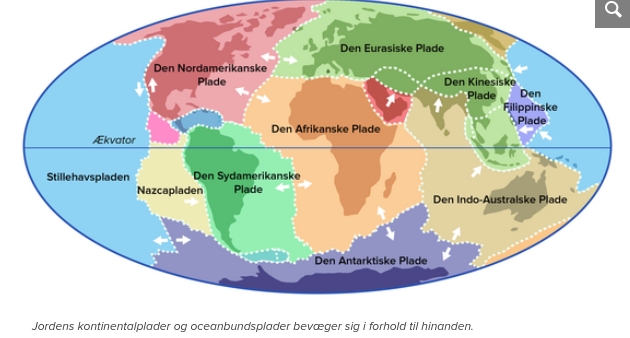 Den Eurasiske Plade
Den Nordamerikanske
Plade
Den Kinesiske
Plade
Den
Filippinske
Plade
Den Afrikanske Plade
Ækvator
Stillehavspladen
Den Sydamerikanske
Plade
Nazcapladen
Den Indo-Australske Plade
Den Antarktiske Plade
Jordens kontinentalplader og oceanbundsplader bevæger sig i forhold til hinanden.